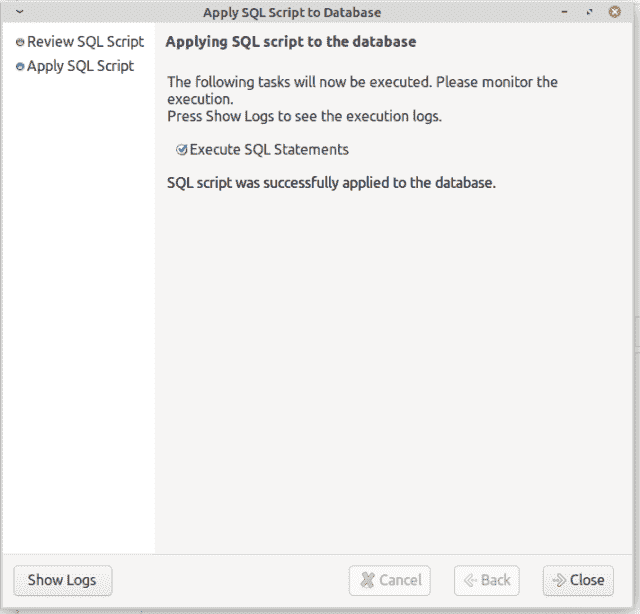 Apply SQL Script to Database
Review SQL Script
Apply SQL Script
Applying SQL script to the database
The following tasks will now be executed. Please monitor the
execution.
Press Show Logs to see the execution logs.
Execute SQL Statements
SQL script was successfully applied to the database.
Show Logs
Cancel
Back
Close